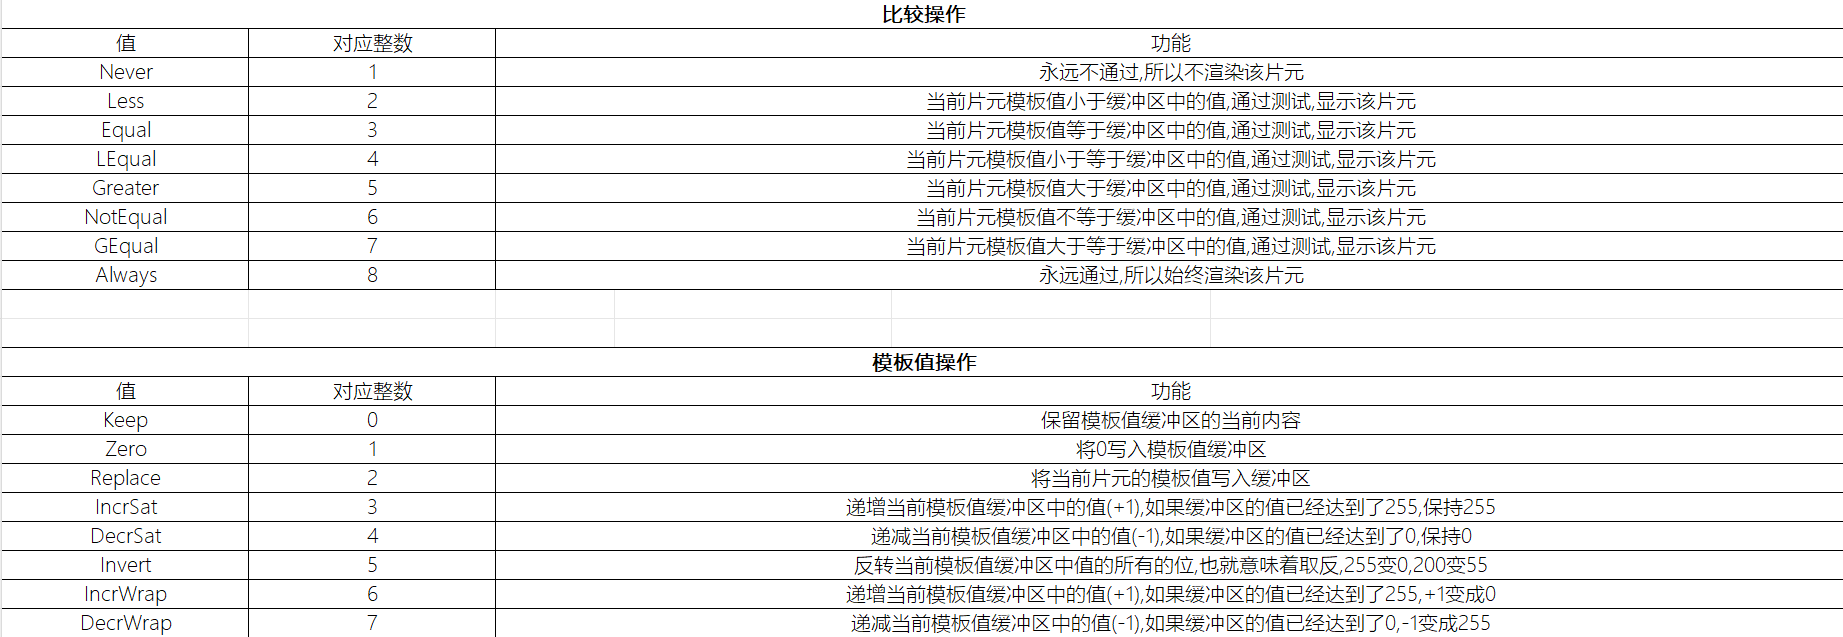 比较操作
值 对应整数 功能
Never 1 永远不通过,所以不渲染该片元
Less 2 当前片元模板值小于缓冲区中的值,通过测试,显示该片元
Equal 3 当前片元模板值等于缓冲区中的值,通过测试,显示该片元
LEqual 4 当前片元模板值小于等于缓冲区中的值,通过测试,显示该片元
Greater 5 当前片元模板值大于缓冲区中的值,通过测试,显示该片元
NotEqual 6 当前片元模板值不等于缓冲区中的值,通过测试,显示该片元
GEqual 7 当前片元模板值大于等于缓冲区中的值,通过测试,显示该片元
Always 8 永远通过,所以始终渲染该片元
模板值操作
值 对应整数 功能
Keep 0 保留模板值缓冲区的当前内容
Zero 1 将0写入模板值缓冲区
Replace 2 将当前片元的模板值写入缓冲区
IncrSat 3 递增当前模板值缓冲区中的值(+1),如果缓冲区的值已经达到了255,保持255
DecrSat 4 递减当前模板值缓冲区中的值(-1),如果缓冲区的值已经达到了0,保持0
Invert 5 反转当前模板值缓冲区中值的所有的位,也就意味着取反,255变0,200变55
IncrWrap 6 递增当前模板值缓冲区中的值(+1),如果缓冲区的值已经达到了255,+1变成0
DecrWrap 7 递减当前模板值缓冲区中的值(-1),如果缓冲区的值已经达到了0,-1变成255